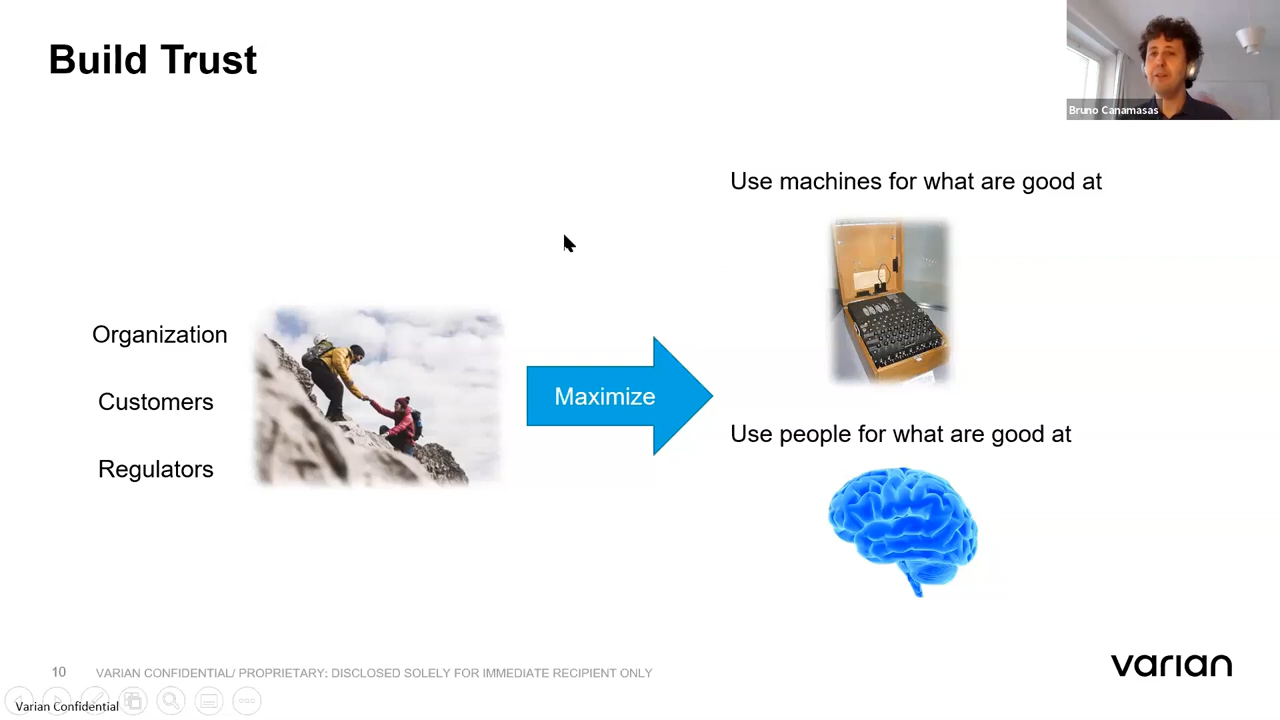 Build Trust
Bruno Canamasas
Use machines for what are good at
Organization
Customers
Regulators
Maximize
Use people for what are good at
10
VARIAN CONFIDENTIAL/ PROPRIETARY: DISCLOSED SOLELY FOR IMMEDIATE RECIPIENT ONLY
varian
Varian Confidential